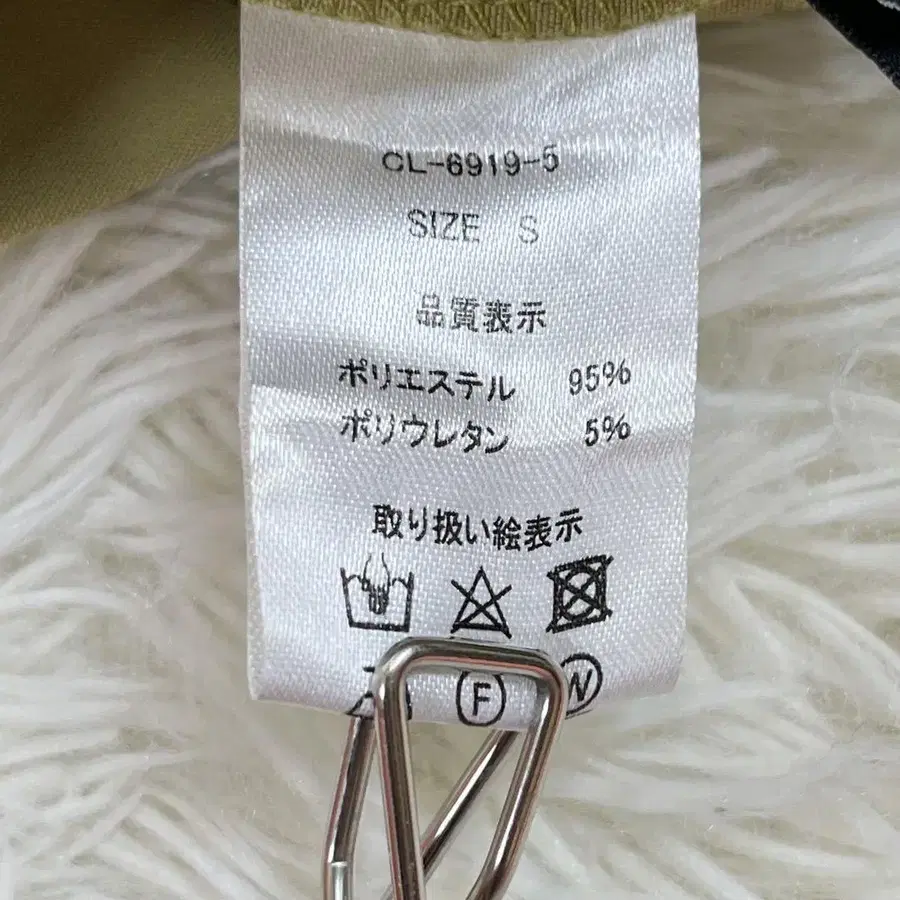 CL-6919-5
SIZE S
品質表示
ポリエステル 95%
ポリウレタン 5%
取り扱い絵表示
F W